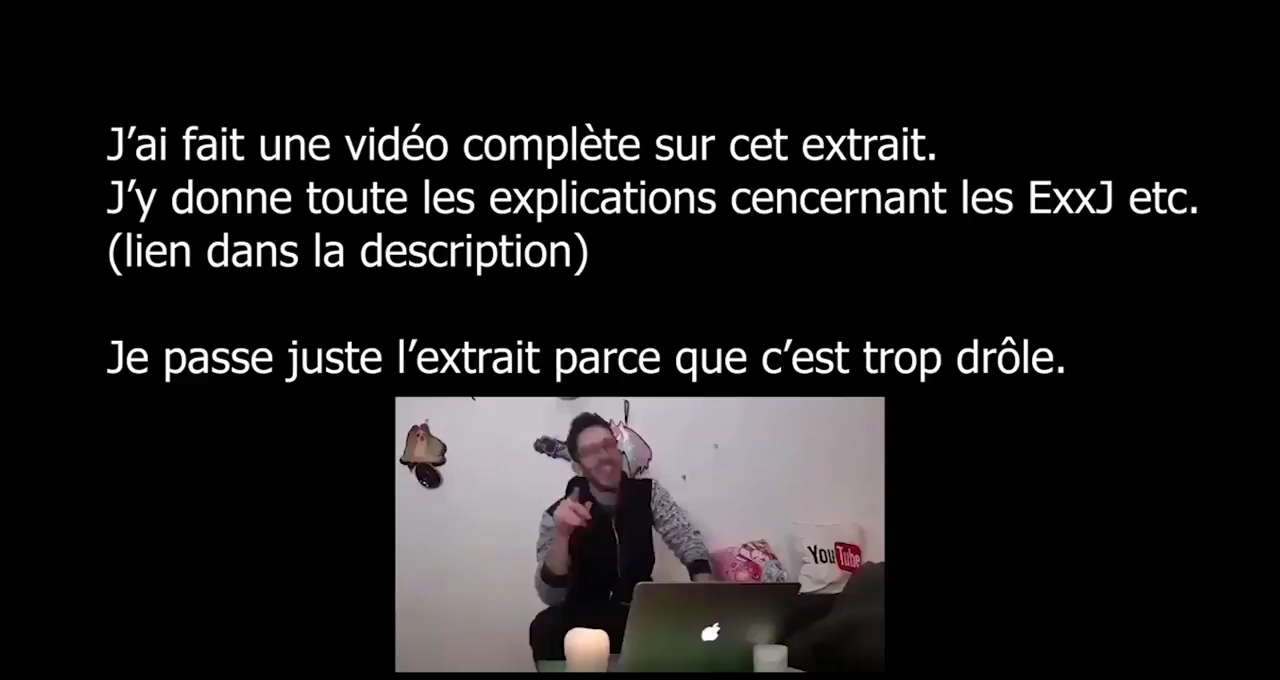 J’ai fait une vidéo complète sur cet extrait.
J’y donne toute les explications cencernant les ExxJ etc.
(lien dans la description)
Je passe juste l’extrait parce que c’est trop drôle.
YouTube